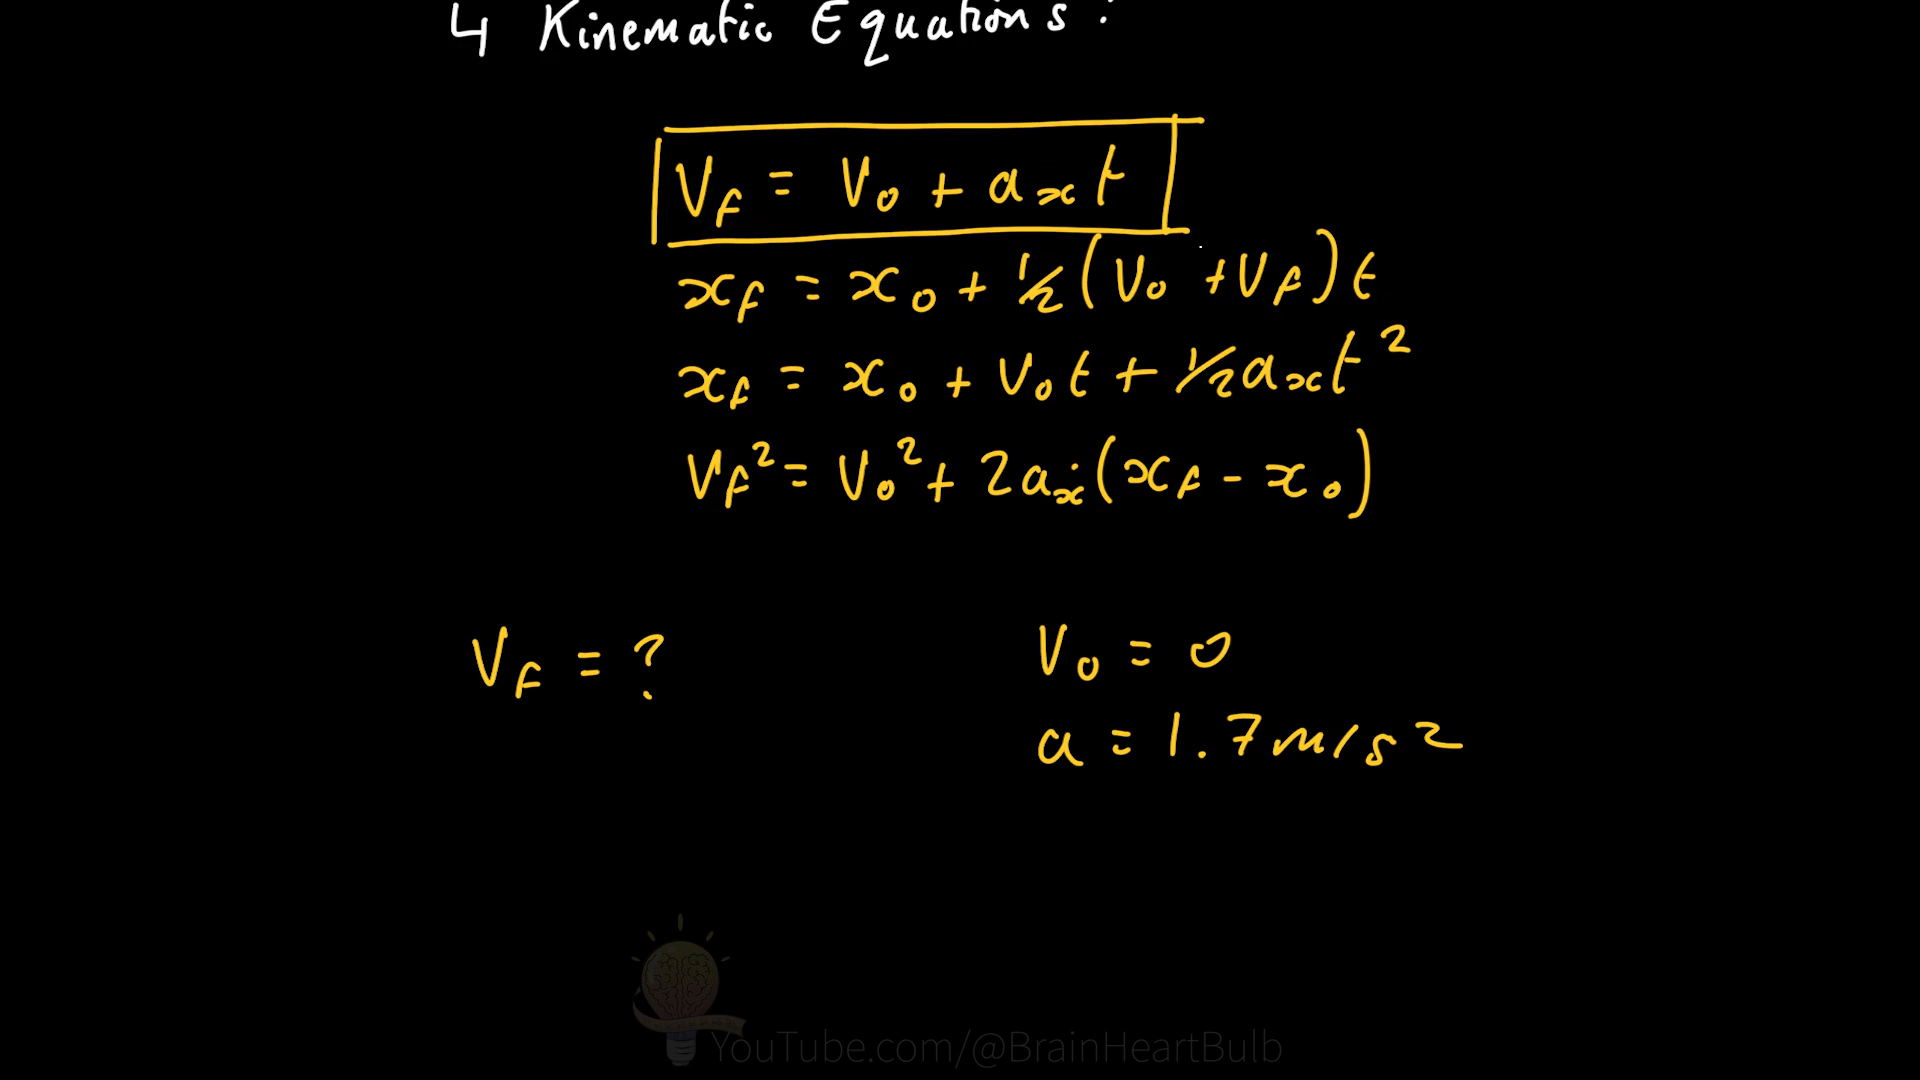 4 Kinematic Equations:
Vf = V₀ + aₓt
xf = x₀ + ½(V₀ + Vf)t
xf = x₀ + V₀t + ½aₓt²
Vf² = V₀² + 2aₓ(xf - x₀)
Vf = ?
V₀ = 0
a = 1.7m/s²
YouTube.com/@BrainHeartBulb